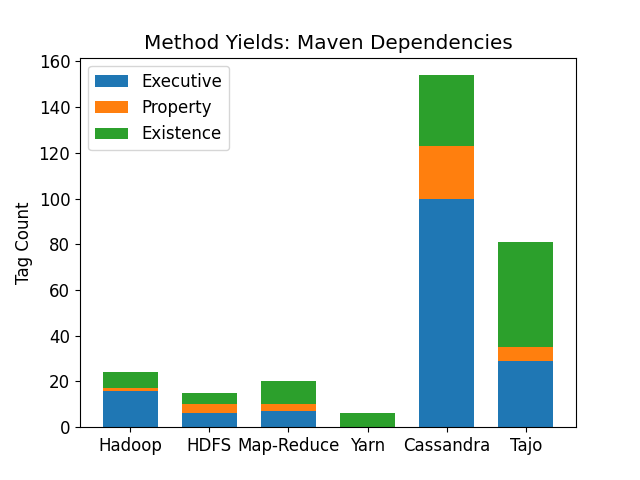 Method Yields: Maven Dependencies
Executive
Property
Existence
Tag Count
160
140
120
100
80
60
40
20
0
Hadoop HDFS Map-Reduce Yarn Cassandra Tajo